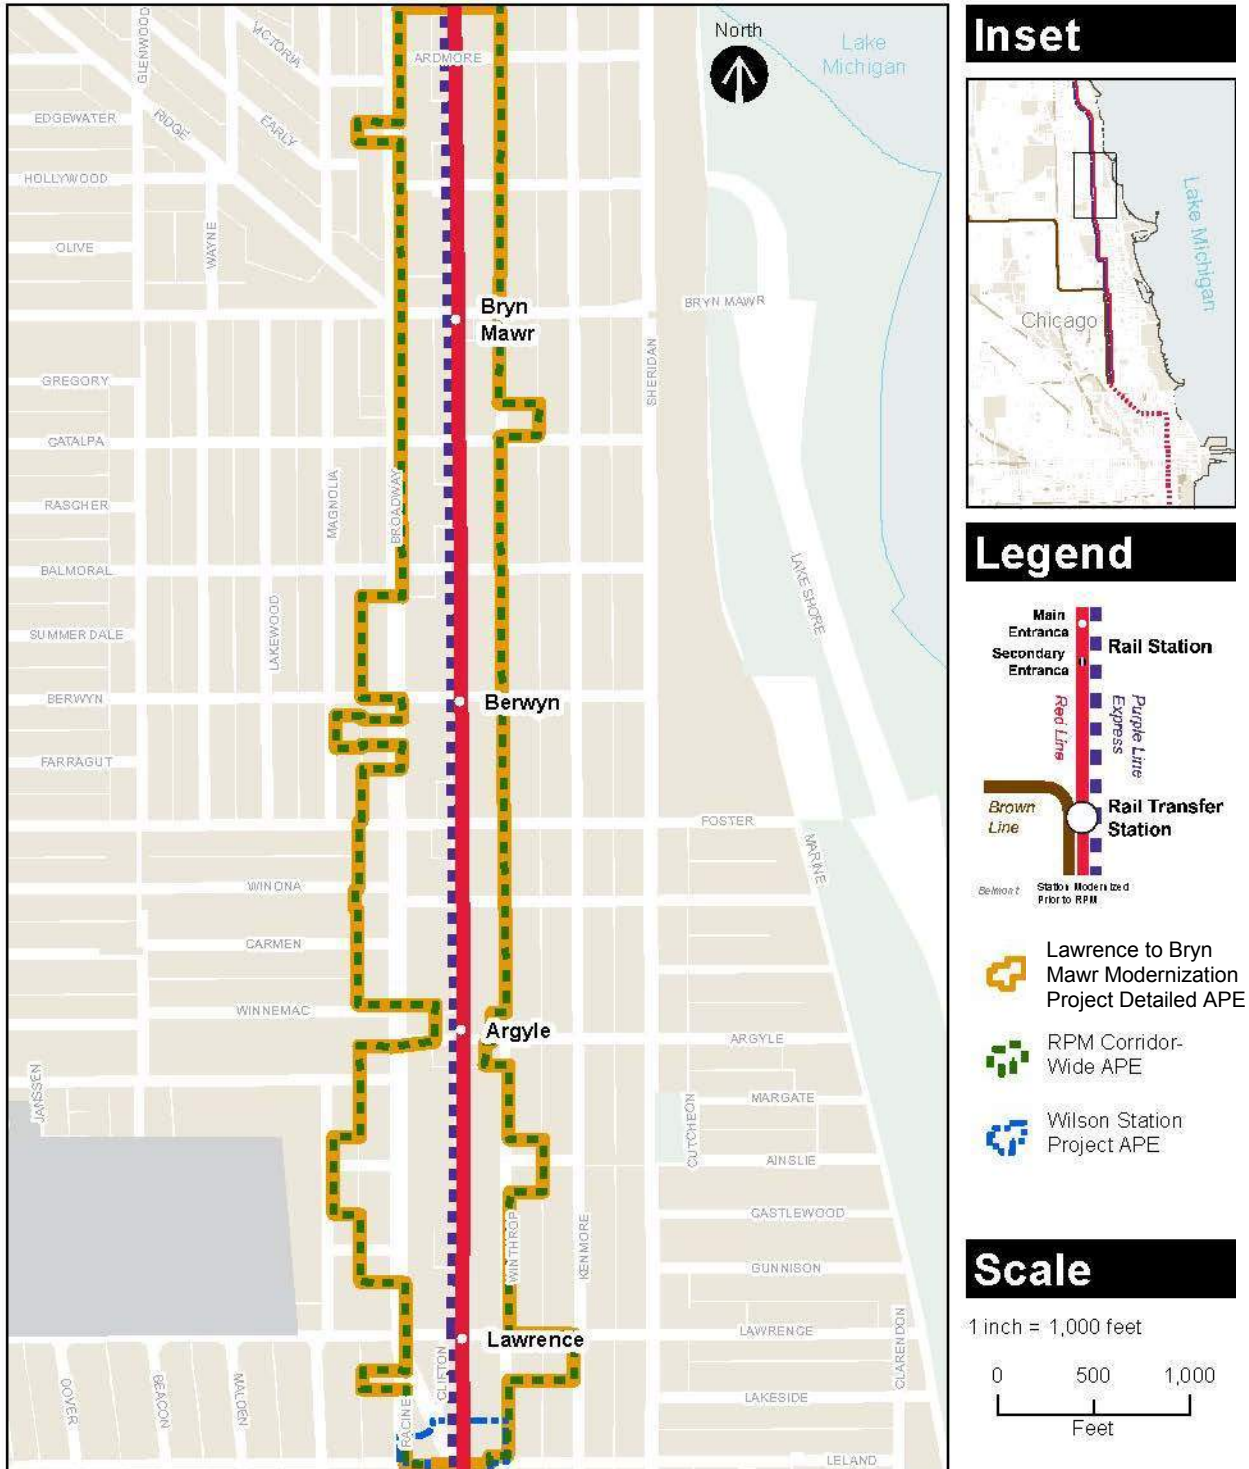 North
Lake
Michigan
ARDMORE
GLENWOOD
VICTORIA
EDGEWATER
RIDGE
EARLY
HOLLYWOOD
WAYNE
OLIVE
Bryn
Mawr
BRYN MAWR
GREGORY
SHERIDAN
CATALPA
MAGNOLIA
BROADWAY
RASCHER
BALMORAL
LAKE SHORE
LAKEWOOD
SUMMERDALE
BERWYN
Berwyn
FARRAGUT
FOSTER
MARINE
WINONA
CARMEN
WINNEMAC
Argyle
ARGYLE
JANSSEN
MARGATE
CUTCHEON
AINSLIE
CASTLEWOOD
WINTHROP
KENMORE
GUNNISON
Lawrence
LAWRENCE
CLARENDON
DOVER
BEACON
MALDEN
CLIFTON
RACINE
LAKESIDE
LELAND
Inset
Lake Michigan
Chicago
Legend
Main
Entrance
Secondary
Entrance
Rail Station
Red Line
Purple Line
Express
Brown
Line
Rail Transfer
Station
Belmont
Station Modernized
Prior to RPM
Lawrence to Bryn
Mawr Modernization
Project Detailed APE
RPM Corridor-
Wide APE
Wilson Station
Project APE
Scale
1 inch = 1,000 feet
0 500 1,000
Feet